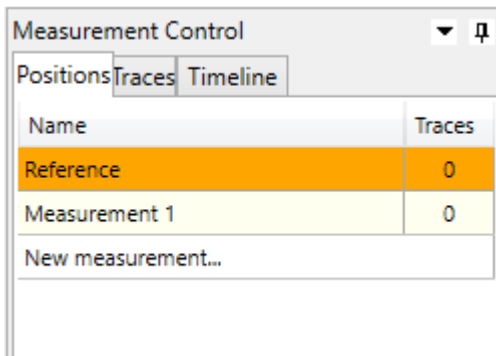 Measurement Control
Positions Traces Timeline
Name Traces
Reference 0
Measurement 1 0
New measurement...